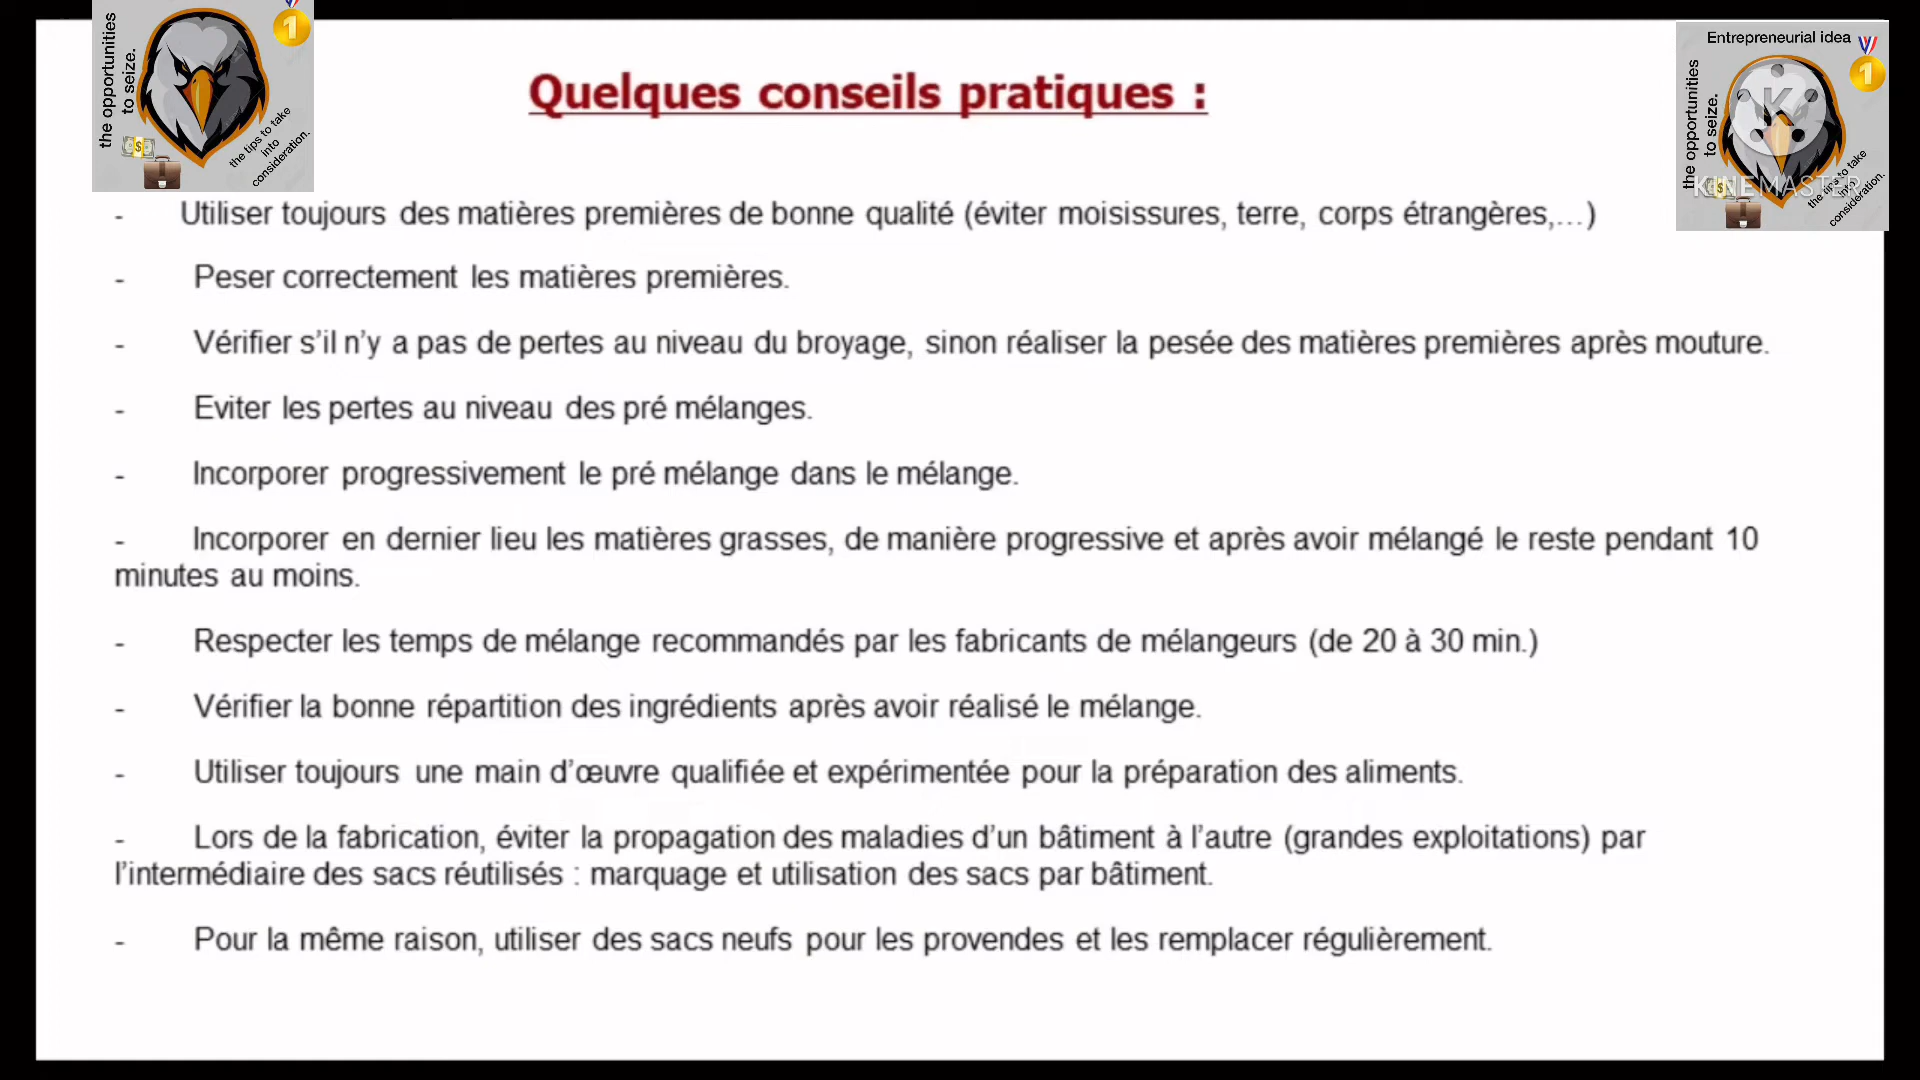 the opportunities
to seize.
1
the tips to take
into
consideration.
Entrepreneurial idea
the opportunities
to seize.
1
K
KINEMASTER
the tips to take
into
consideration.
Quelques conseils pratiques :
- Utiliser toujours des matières premières de bonne qualité (éviter moisissures, terre, corps étrangères,...)
- Peser correctement les matières premières.
- Vérifier s’il n’y a pas de pertes au niveau du broyage, sinon réaliser la pesée des matières premières après mouture.
- Eviter les pertes au niveau des pré mélanges.
- Incorporer progressivement le pré mélange dans le mélange.
- Incorporer en dernier lieu les matières grasses, de manière progressive et après avoir mélangé le reste pendant 10
minutes au moins.
- Respecter les temps de mélange recommandés par les fabricants de mélangeurs (de 20 à 30 min.)
- Vérifier la bonne répartition des ingrédients après avoir réalisé le mélange.
- Utiliser toujours une main d’œuvre qualifiée et expérimentée pour la préparation des aliments.
- Lors de la fabrication, éviter la propagation des maladies d’un bâtiment à l’autre (grandes exploitations) par
l’intermédiaire des sacs réutilisés : marquage et utilisation des sacs par bâtiment.
- Pour la même raison, utiliser des sacs neufs pour les provendes et les remplacer régulièrement.